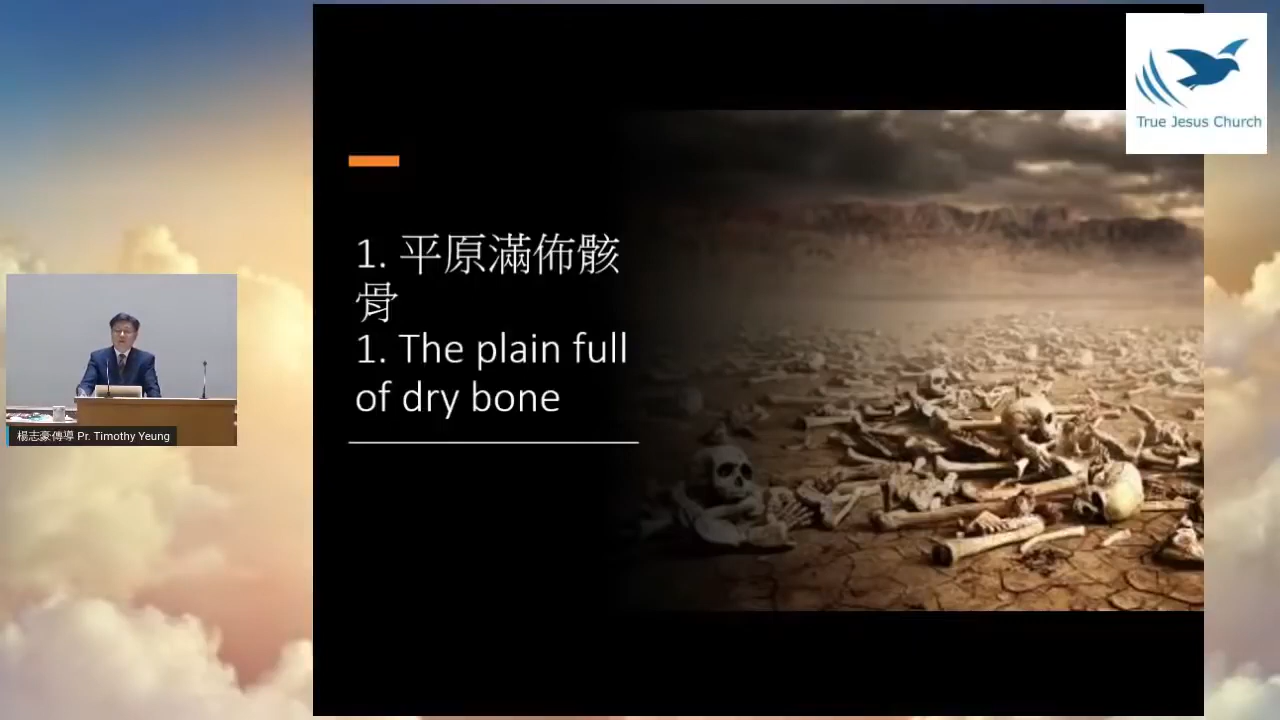 True Jesus Church
1. 平原滿佈骸
骨
1. The plain full
of dry bone
楊志豪傳導 Pr. Timothy Yeung